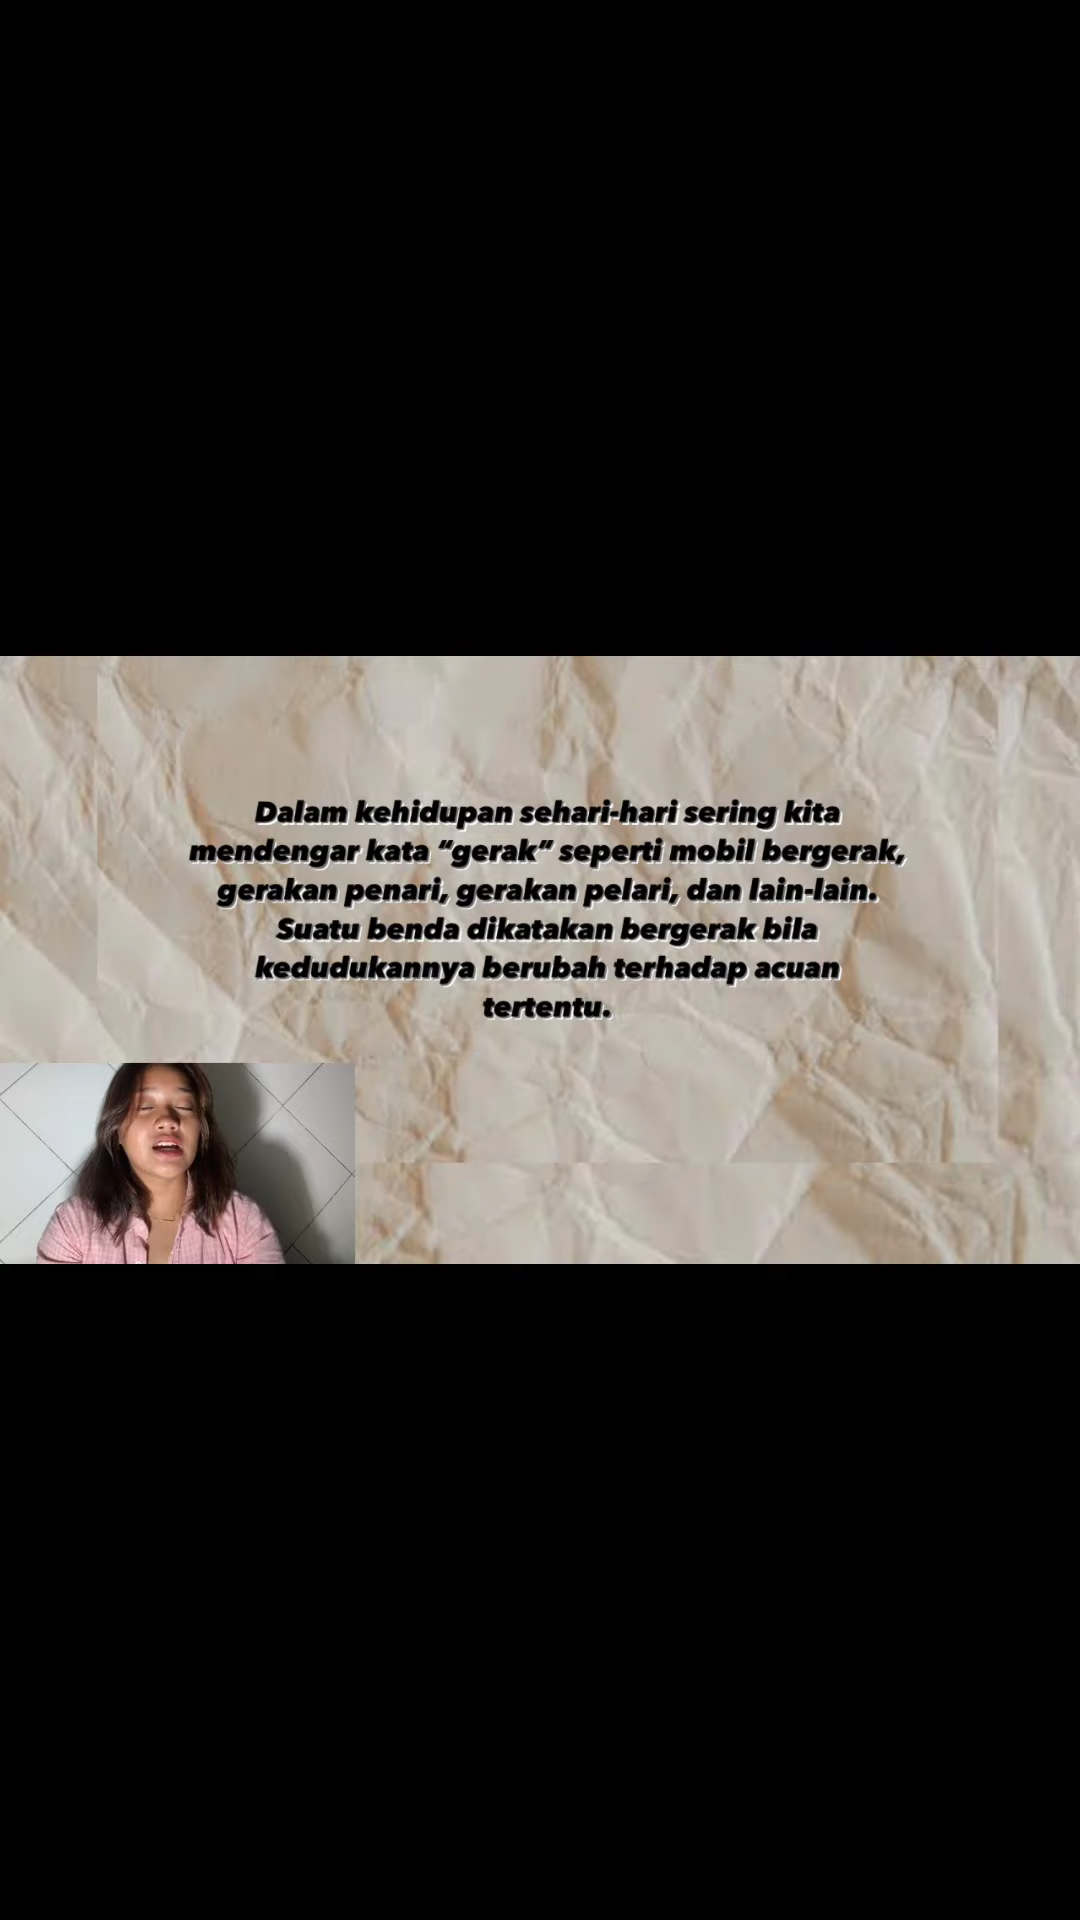 Dalam kehidupan sehari-hari sering kita
mendengar kata “gerak” seperti mobil bergerak,
gerakan penari, gerakan pelari, dan lain-lain.
Suatu benda dikatakan bergerak bila
kedudukannya berubah terhadap acuan
tertentu.